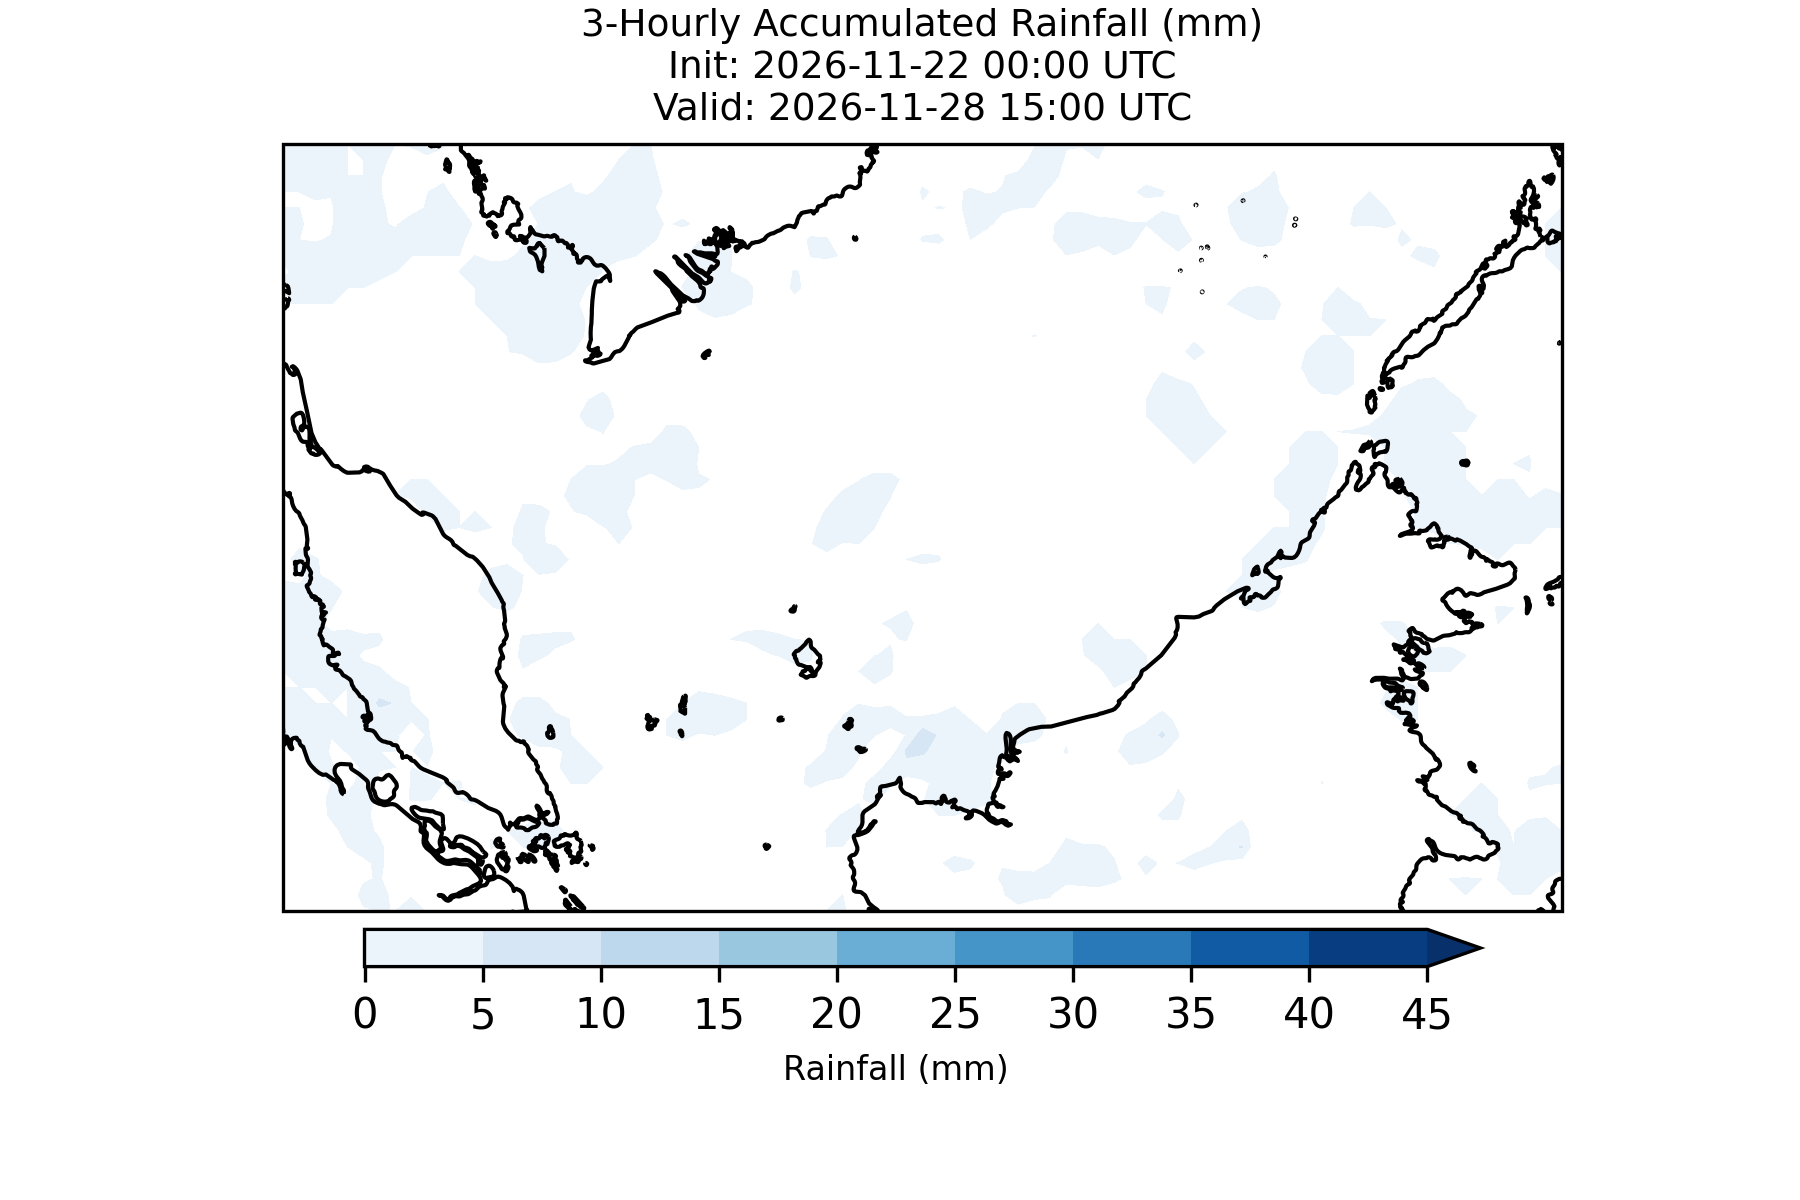 3-Hourly Accumulated Rainfall (mm)
Init: 2026-11-22 00:00 UTC
Valid: 2026-11-28 15:00 UTC
0 5 10 15 20 25 30 35 40 45
Rainfall (mm)